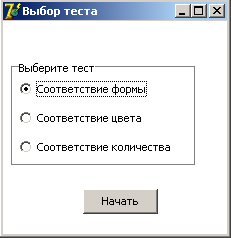 Выбор теста
Выберите тест
Соответствие формы
Соответствие цвета
Соответствие количества
Начать